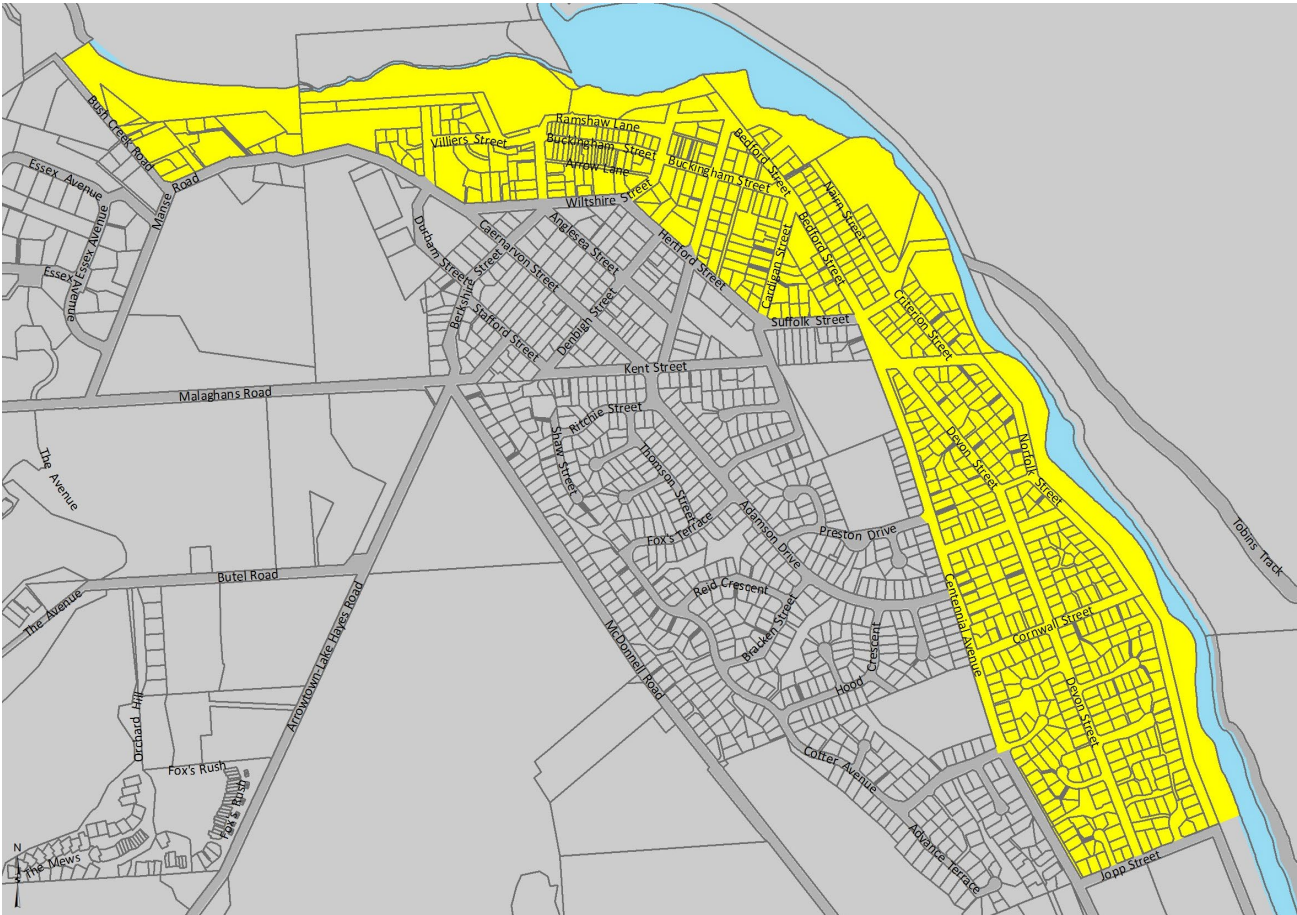 Bush Creek Road
Ramshaw Lane
Villiers Street
Buckingham Street
Arrow Lane
Buckingham Street
Bedford Street
Nairn Street
Essex Avenue
Manse Road
Wiltshire Street
Essex Avenue
Essex Avenue
Durham Street
Caernarvon Street
Anglesea Street
Hertford Street
Cardigan Street
Bedford Street
Berkshire Street
Stafford Street
Denbigh Street
Suffolk Street
Criterion Street
Kent Street
Malaghans Road
Ritchie Street
Shaw Street
Thomson Street
Devon Street
Norfolk Street
The Avenue
Fox's Terrace
Adamson Drive
Preston Drive
Tobins Track
Butel Road
The Avenue
Reid Crescent
Bracken Street
Centennial Avenue
Cornwall Street
Arrowtown-Lake Hayes Road
McDonnell Road
Hood Crescent
Devon Street
Orchard Hill
Cotter Avenue
Fox's Rush
Fox's Rush
Advance Terrace
Jopp Street
The Mews
N